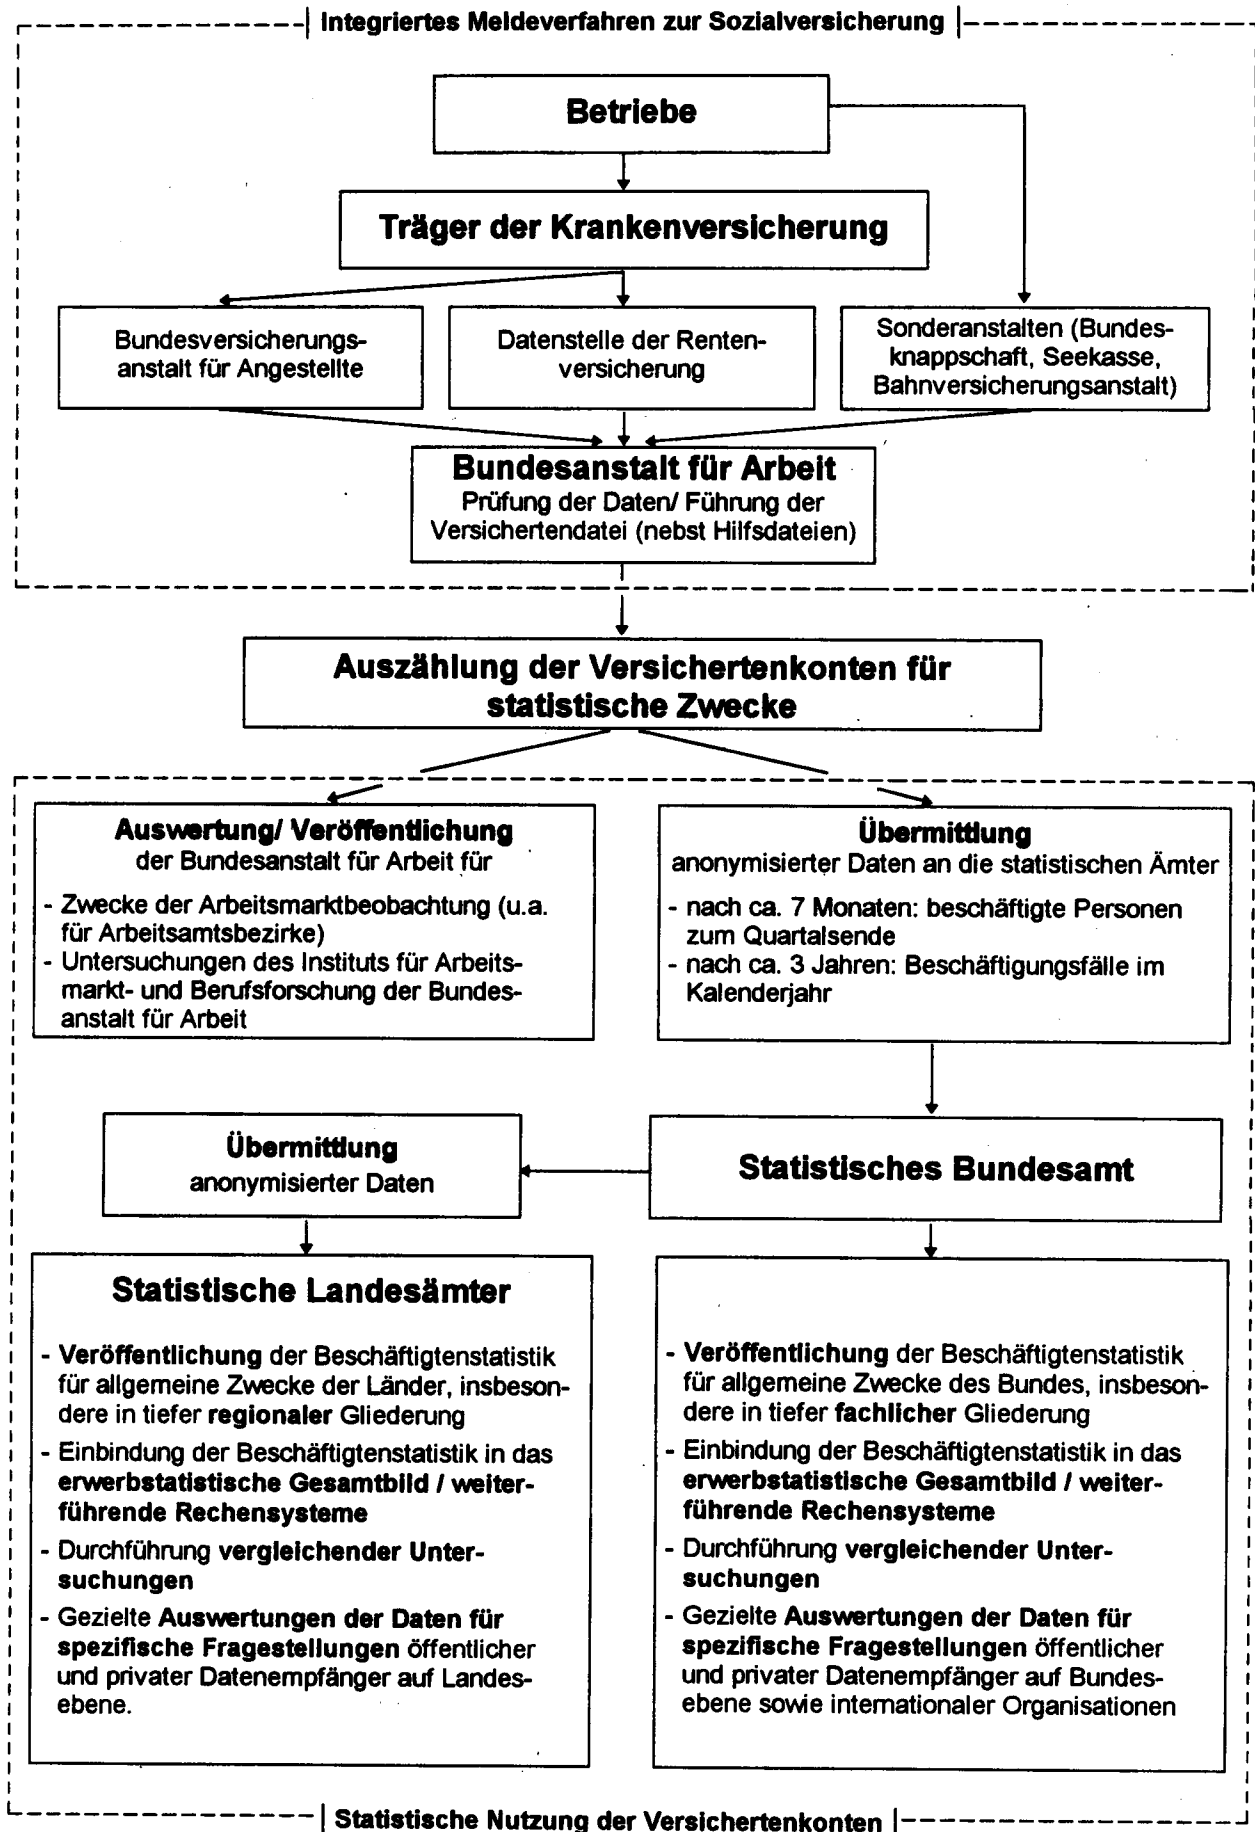 Integriertes Meldeverfahren zur Sozialversicherung
Betriebe
Träger der Krankenversicherung
Bundesversicherungs-
anstalt für Angestellte
Datenstelle der Renten-
versicherung
Sonderanstalten (Bundes-
knappschaft, Seekasse,
Bahnversicherungsanstalt)
Bundesanstalt für Arbeit
Prüfung der Daten/ Führung der
Versichertendatei (nebst Hilfsdateien)
Auszählung der Versichertenkonten für
statistische Zwecke
Auswertung/ Veröffentlichung
der Bundesanstalt für Arbeit für
- Zwecke der Arbeitsmarktbeobachtung (u.a.
für Arbeitsamtsbezirke)
- Untersuchungen des Instituts für Arbeits-
markt- und Berufsforschung der Bundes-
anstalt für Arbeit
Übermittlung
anonymisierter Daten an die statistischen Ämter
- nach ca. 7 Monaten: beschäftigte Personen
zum Quartalsende
- nach ca. 3 Jahren: Beschäftigungsfälle im
Kalenderjahr
Übermittlung
anonymisierter Daten
Statistisches Bundesamt
Statistische Landesämter
- Veröffentlichung der Beschäftigtenstatistik
für allgemeine Zwecke der Länder, insbeson-
dere in tiefer regionaler Gliederung
- Einbindung der Beschäftigtenstatistik in das
erwerbstatistische Gesamtbild / weiter-
führende Rechensysteme
- Durchführung vergleichender Unter-
suchungen
- Gezielte Auswertungen der Daten für
spezifische Fragestellungen öffentlicher
und privater Datenempfänger auf Landes-
ebene.
- Veröffentlichung der Beschäftigtenstatistik
für allgemeine Zwecke des Bundes, insbeson-
dere in tiefer fachlicher Gliederung
- Einbindung der Beschäftigtenstatistik in das
erwerbstatistische Gesamtbild / weiter-
führende Rechensysteme
- Durchführung vergleichender Unter-
suchungen
- Gezielte Auswertungen der Daten für
spezifische Fragestellungen öffentlicher
und privater Datenempfänger auf Bundes-
ebene sowie internationaler Organisationen
Statistische Nutzung der Versichertenkonten